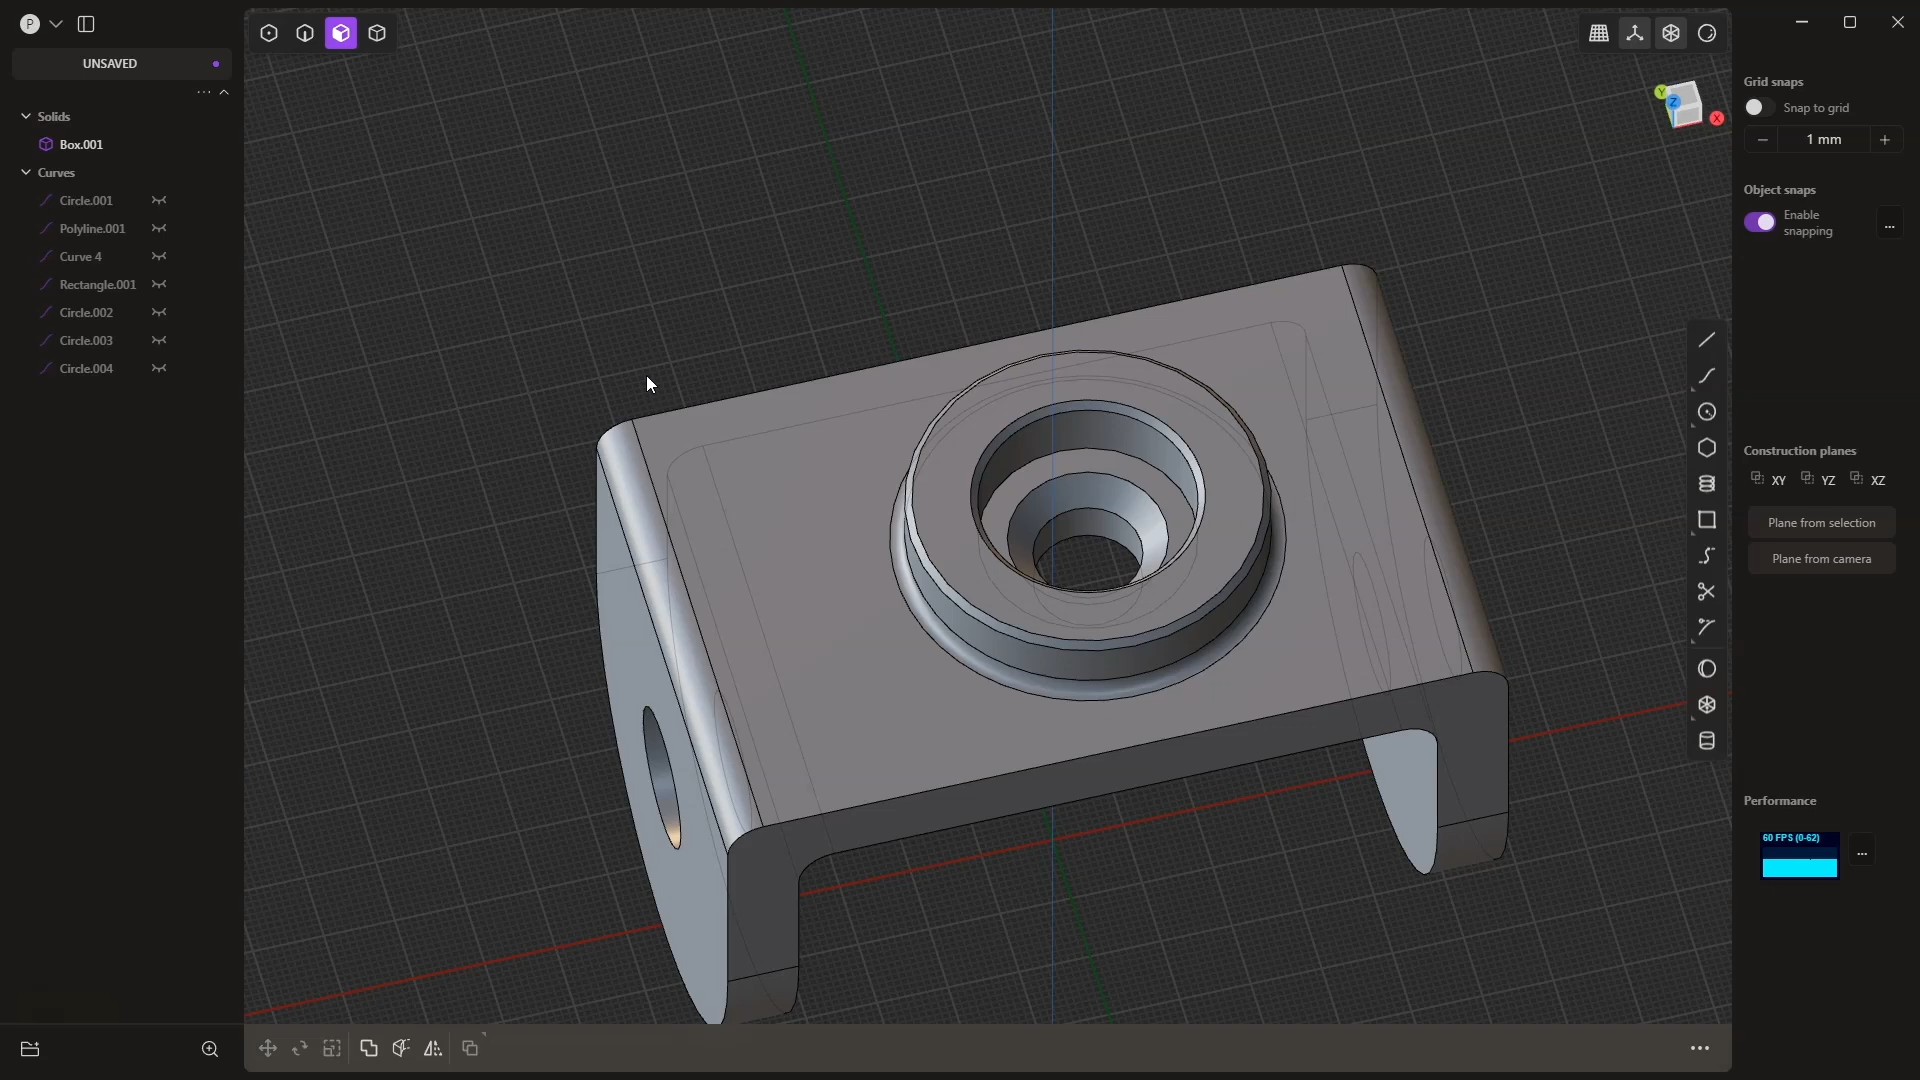 P
UNSAVED
Solids
Box.001
Curves
Circle.001
Polyline.001
Curve 4
Rectangle.001
Circle.002
Circle.003
Circle.004
Y
Z
X
Grid snaps
Snap to grid
1 mm
Object snaps
Enable
snapping
...
Construction planes
XY YZ XZ
Plane from selection
Plane from camera
Performance
60 FPS (0-62)
...